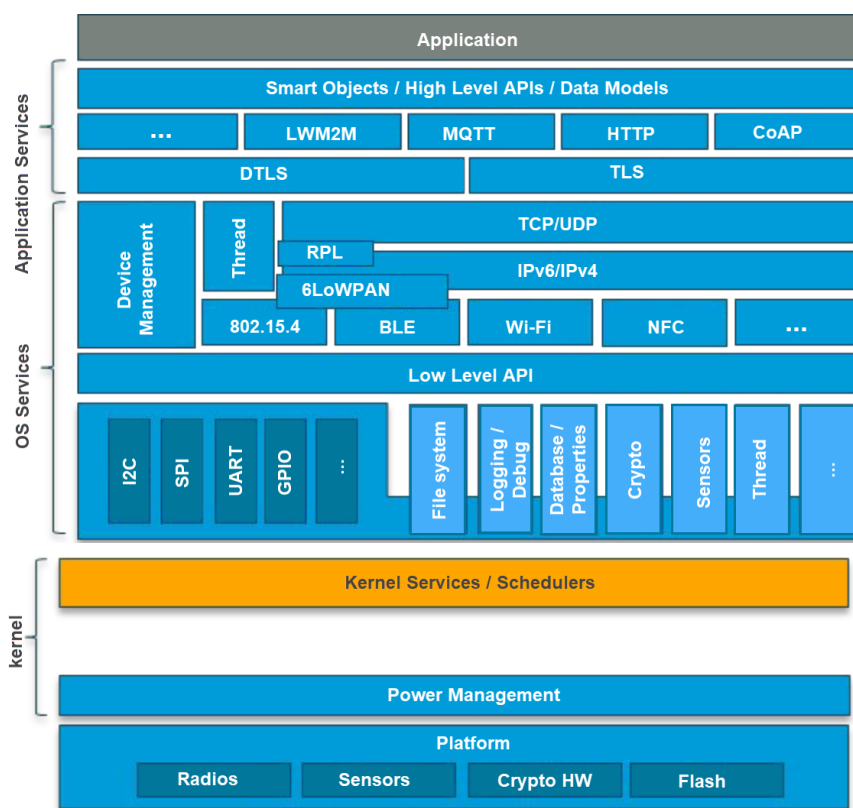 Application
Application Services
Smart Objects / High Level APIs / Data Models
...
LWM2M
MQTT
HTTP
CoAP
DTLS
TLS
OS Services
Device
Management
Thread
TCP/UDP
RPL
IPv6/IPv4
6LoWPAN
802.15.4
BLE
Wi-Fi
NFC
...
Low Level API
I2C
SPI
UART
GPIO
...
File system
Logging /
Debug
Database /
Properties
Crypto
Sensors
Thread
...
kernel
Kernel Services / Schedulers
Power Management
Platform
Radios
Sensors
Crypto HW
Flash